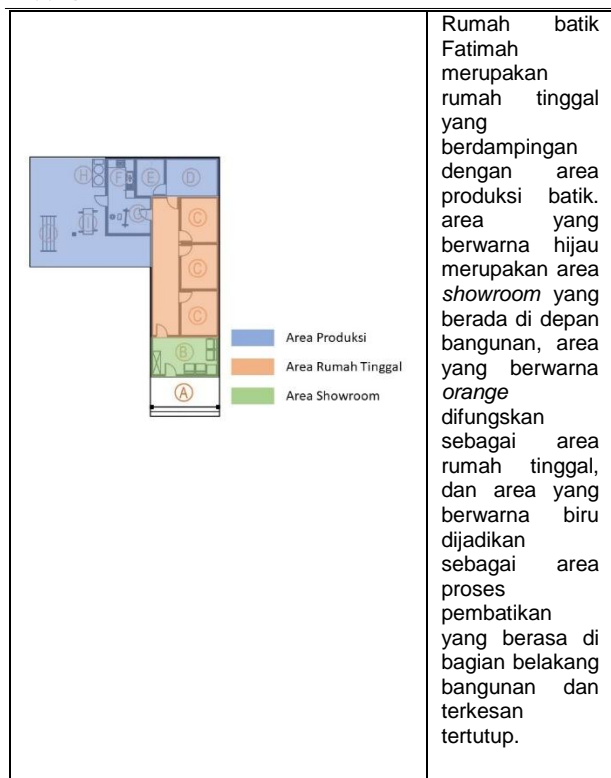 H
F
E
D
G
I
J
C
C
C
B
A
Area Produksi
Area Rumah Tinggal
Area Showroom
Rumah batik
Fatimah
merupakan
rumah tinggal
yang
berdampingan
dengan area
produksi batik.
area yang
berwarna hijau
merupakan area
showroom yang
berada di depan
bangunan, area
yang berwarna
orange
difungskan
sebagai area
rumah tinggal,
dan area yang
berwarna biru
dijadikan
sebagai area
proses
pembatikan
yang berasa di
bagian belakang
bangunan dan
terkesan
tertutup.